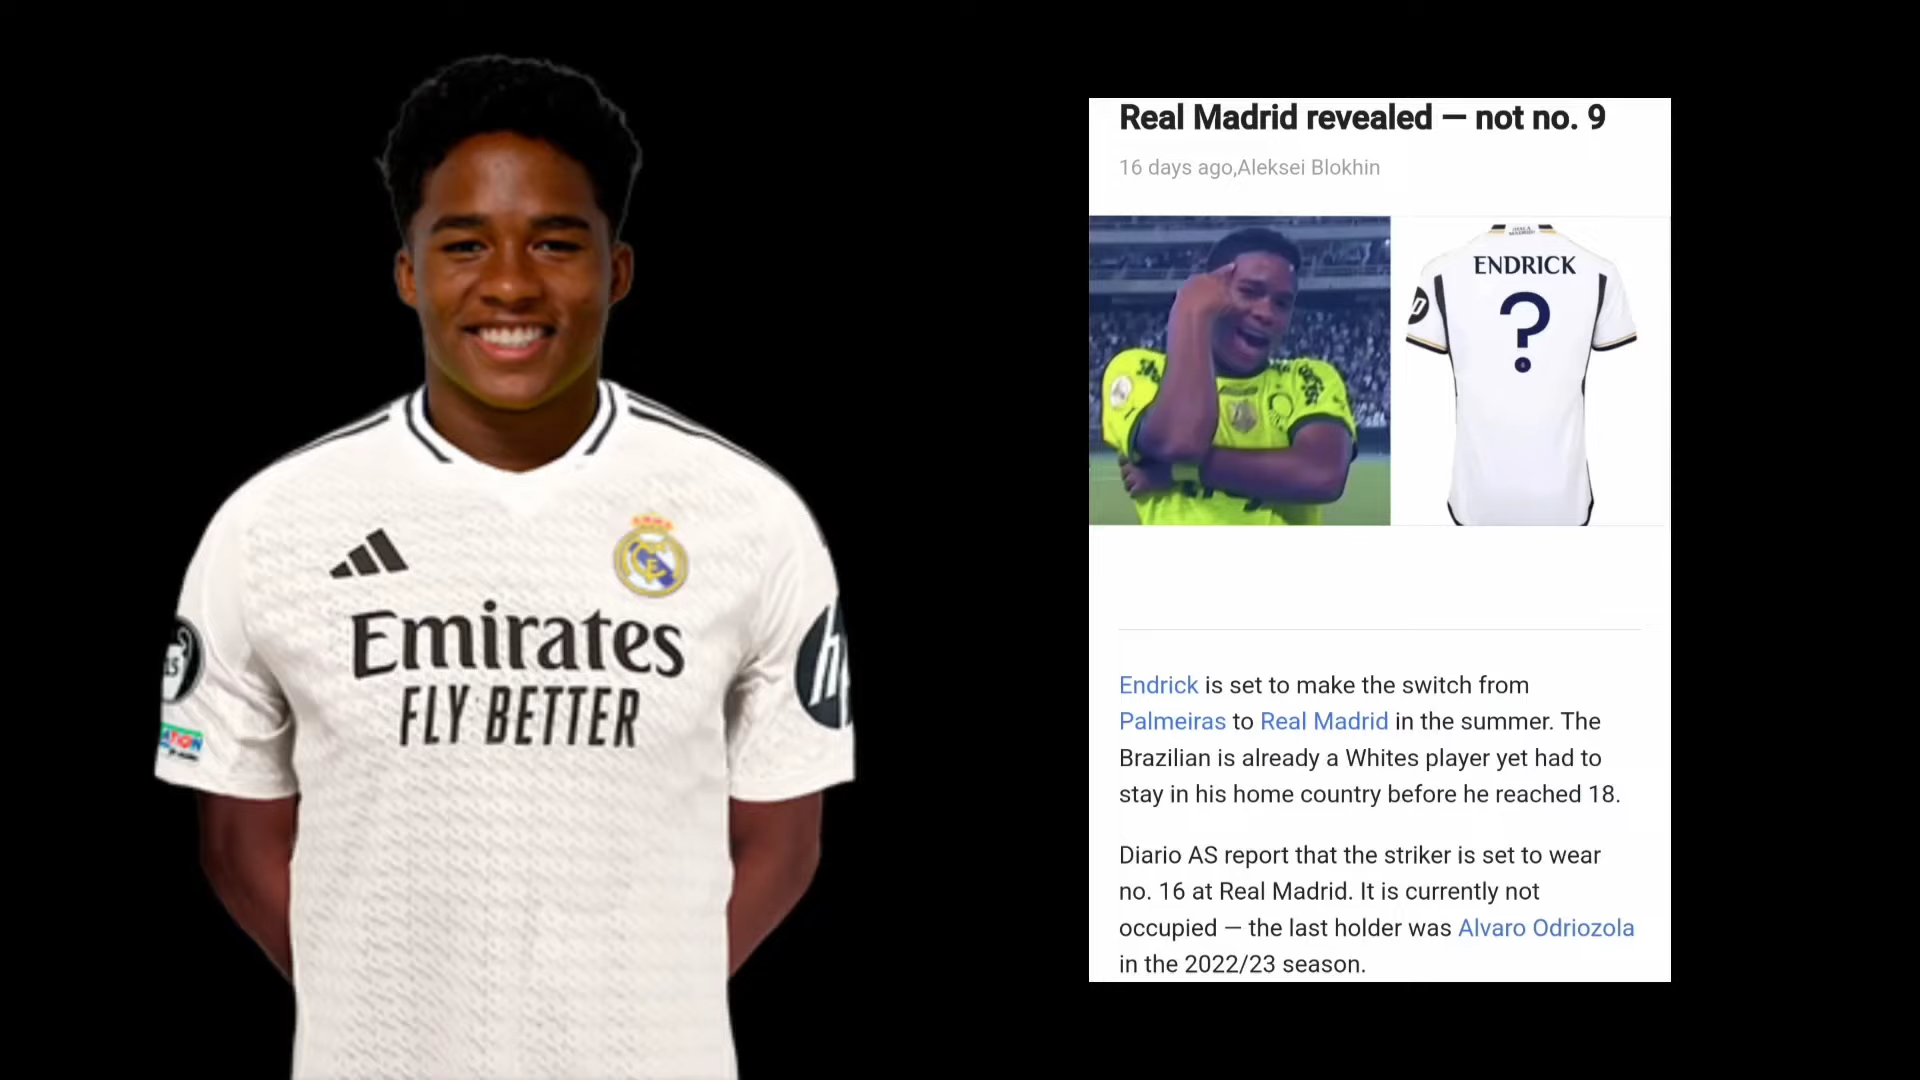 Emirates
FLY BETTER
15
hp
Real Madrid revealed — not no. 9
16 days ago,Aleksei Blokhin
ENDRICK
?
Endrick is set to make the switch from
Palmeiras to Real Madrid in the summer. The
Brazilian is already a Whites player yet had to
stay in his home country before he reached 18.
Diario AS report that the striker is set to wear
no. 16 at Real Madrid. It is currently not
occupied — the last holder was Alvaro Odriozola
in the 2022/23 season.